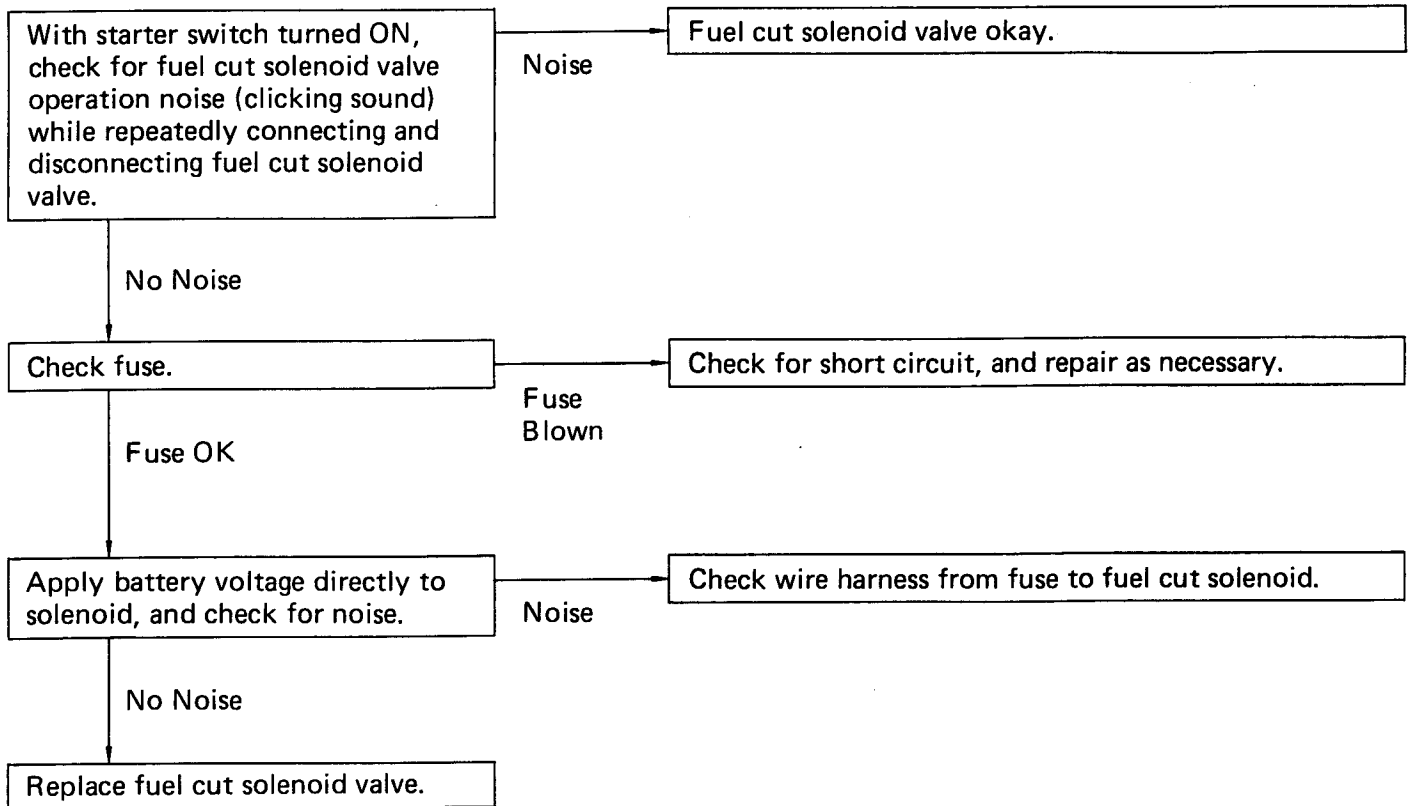 With starter switch turned ON,
check for fuel cut solenoid valve
operation noise (clicking sound)
while repeatedly connecting and
disconnecting fuel cut solenoid
valve.
Noise
Fuel cut solenoid valve okay.
No Noise
Check fuse.
Fuse
Blown
Check for short circuit, and repair as necessary.
Fuse OK
Apply battery voltage directly to
solenoid, and check for noise.
Noise
Check wire harness from fuse to fuel cut solenoid.
No Noise
Replace fuel cut solenoid valve.